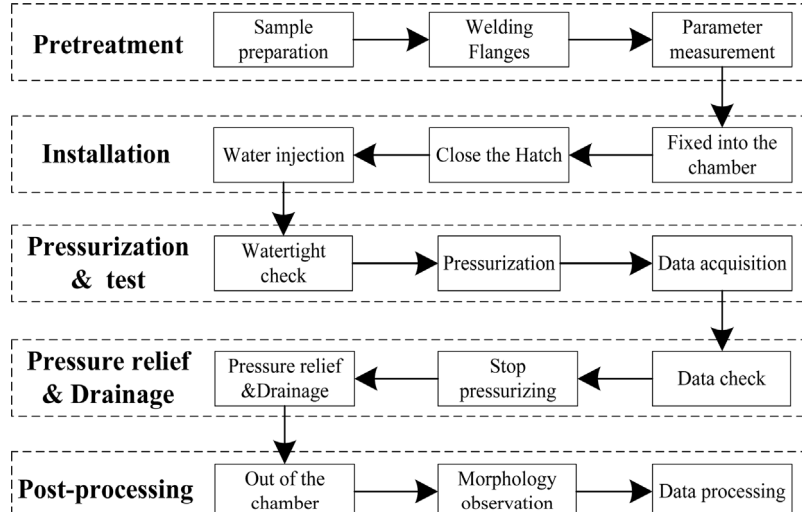 Pretreatment
Sample
preparation
Welding
Flanges
Parameter
measurement
Installation
Water injection
Close the Hatch
Fixed into the
chamber
Pressurization
& test
Watertight
check
Pressurization
Data acquisition
Pressure relief
& Drainage
Pressure relief
&Drainage
Stop
pressurizing
Data check
Post-processing
Out of the
chamber
Morphology
observation
Data processing